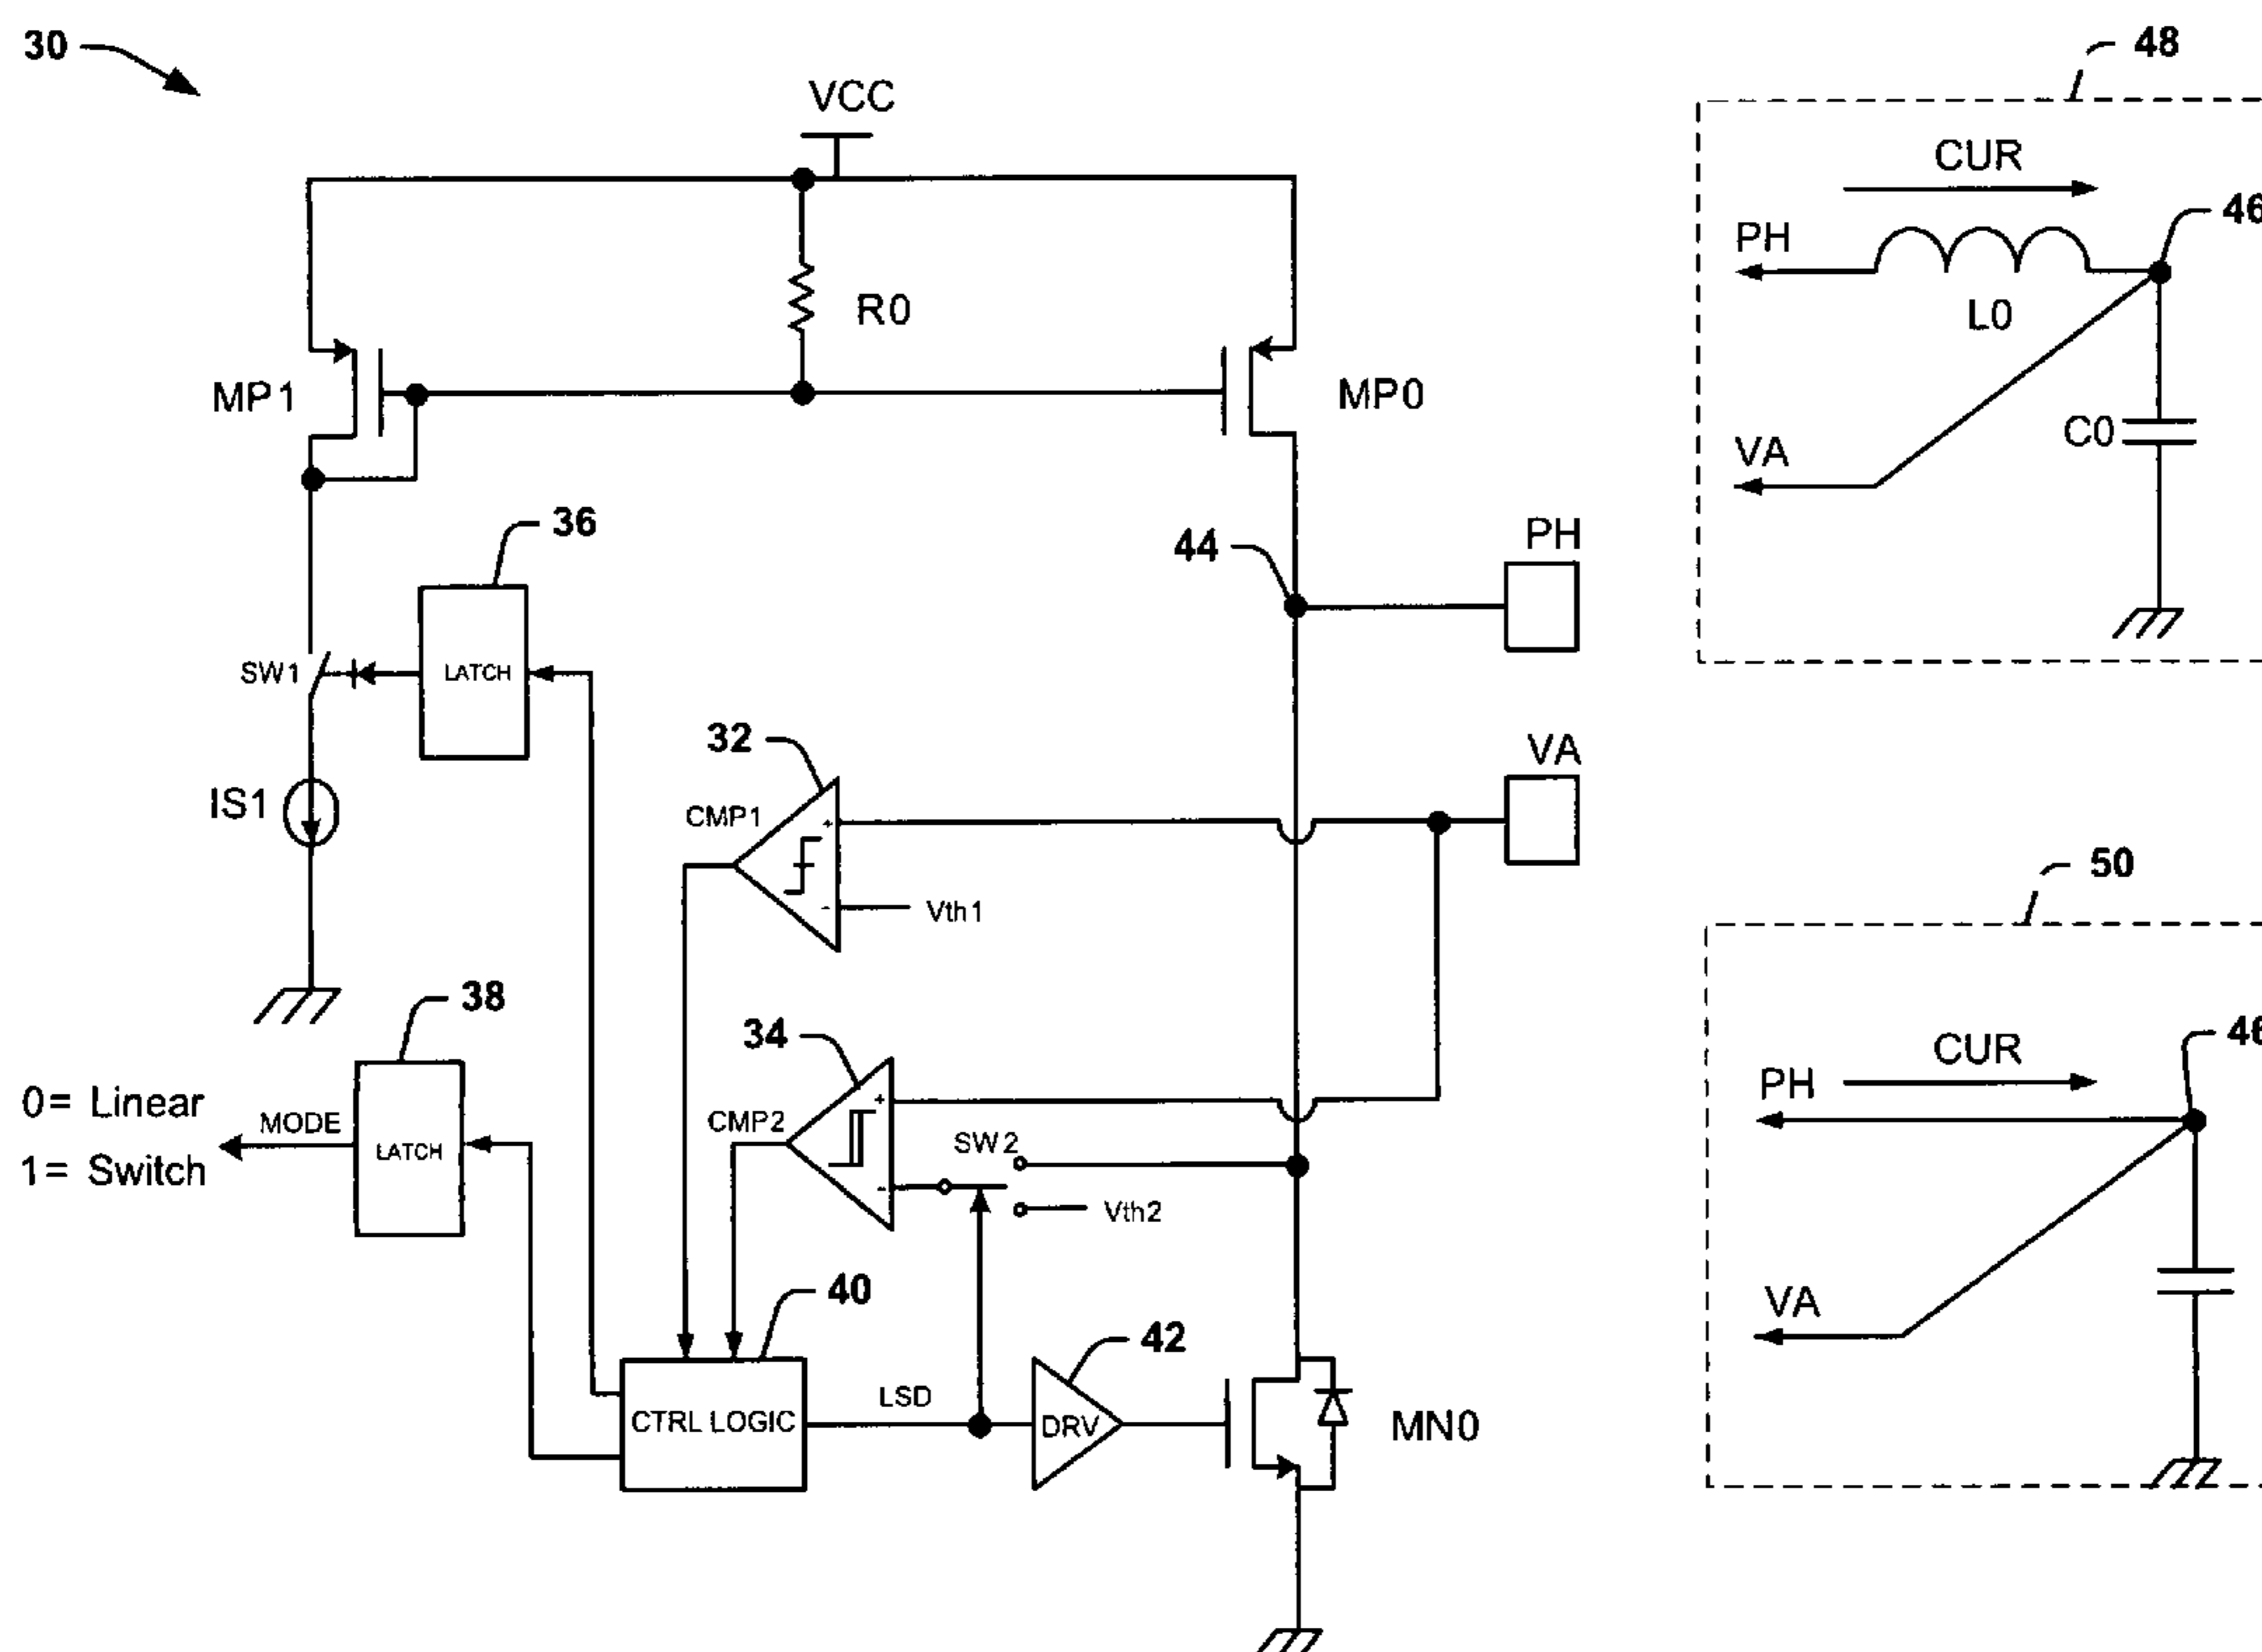 30
VCC
R0
MP1
MP0
36
LATCH
SW1
IS1
44
PH
VA
32
CMP1
+
-
Vth1
38
0= Linear
MODE
1= Switch
LATCH
34
CMP2
+
-
SW2
Vth2
40
CTRL LOGIC
LSD
42
DRV
MN0
48
CUR
46
PH
L0
VA
C0
50
CUR
46
PH
VA